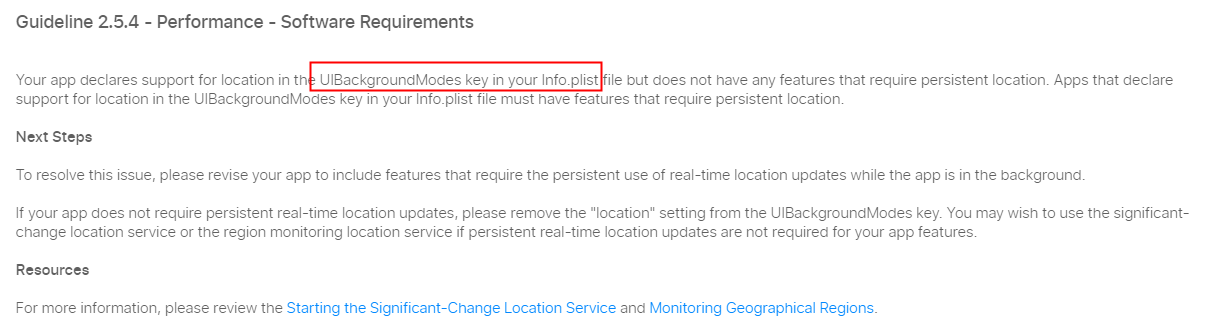 Guideline 2.5.4 - Performance - Software Requirements
Your app declares support for location in the UIBackgroundModes key in your Info.plist file but does not have any features that require persistent location. Apps that declare
support for location in the UIBackgroundModes key in your Info.plist file must have features that require persistent location.
Next Steps
To resolve this issue, please revise your app to include features that require the persistent use of real-time location updates while the app is in the background.
If your app does not require persistent real-time location updates, please remove the "location" setting from the UIBackgroundModes key. You may wish to use the significant-
change location service or the region monitoring location service if persistent real-time location updates are not required for your app features.
Resources
For more information, please review the Starting the Significant-Change Location Service and Monitoring Geographical Regions.